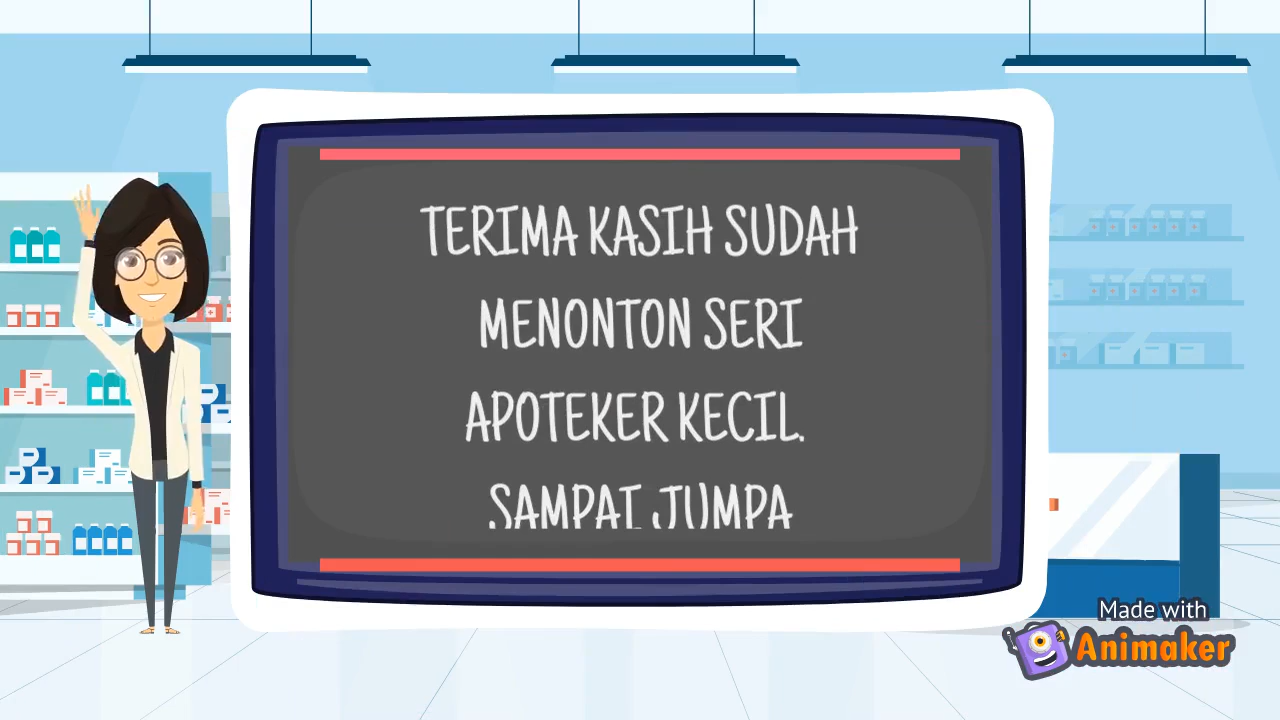 TERIMA KASIH SUDAH
MENONTON SERI
APOTEKER KECIL.
SAMPAI JUMPA
Made with
Animaker